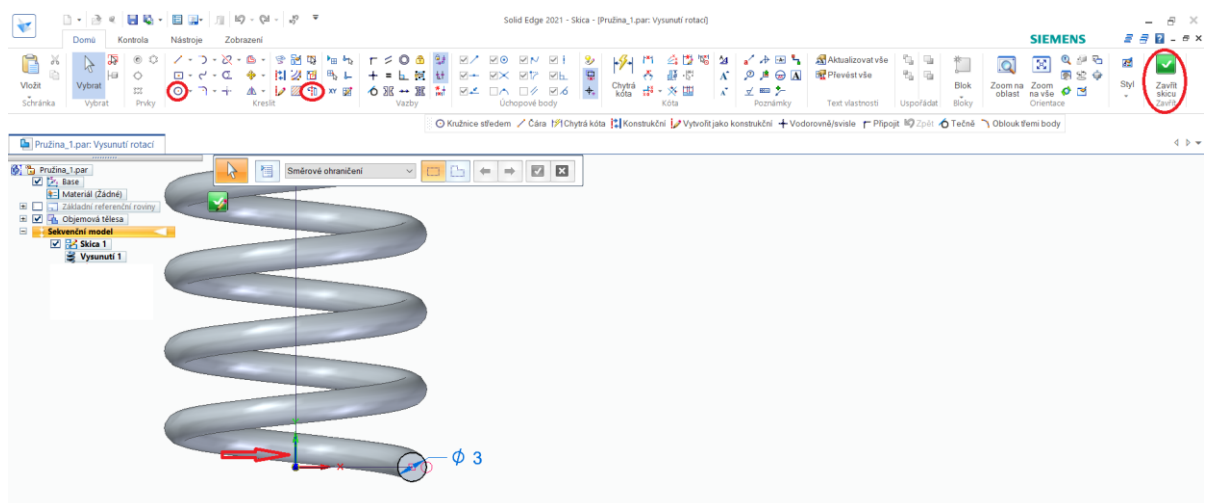 Solid Edge 2021 - Skica - [Pružina_1.par: Vysunutí rotací]
Domů Kontrola Nástroje Zobrazení
SIEMENS
Vložit
Schránka
Vybrat
Vybrat
Prvky
Kreslit
Vazby
Úchopové body
Chytrá kóta
Kóta
A
Poznámky
Aktualizovat vše
Převést vše
Text vlastností
Uspořádat
Blok
Bloky
Zoom na oblast
Zoom na vše
Orientace
Styl
Zavřít skicu
Zavřít
Kružnice středem Čára Chytrá kóta Konstrukční Vytvořit jako konstrukční Vodorovně/svisle Připojit Zpět Tečně Oblouk třemi body
Pružina_1.par: Vysunutí rotací
Pružina_1.par
Base
Materiál (Žádné)
Základní referenční roviny
Objemová tělesa
Sekvenční model
Skica 1
Vysunutí 1
Směrové ohraničení
X
Ø 3